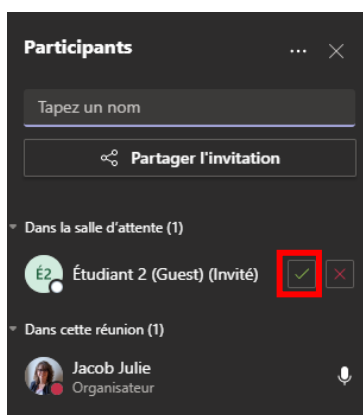 Participants
Tapez un nom
Partager l'invitation
Dans la salle d'attente (1)
É2
Étudiant 2 (Guest) (Invité)
Dans cette réunion (1)
Jacob Julie
Organisateur